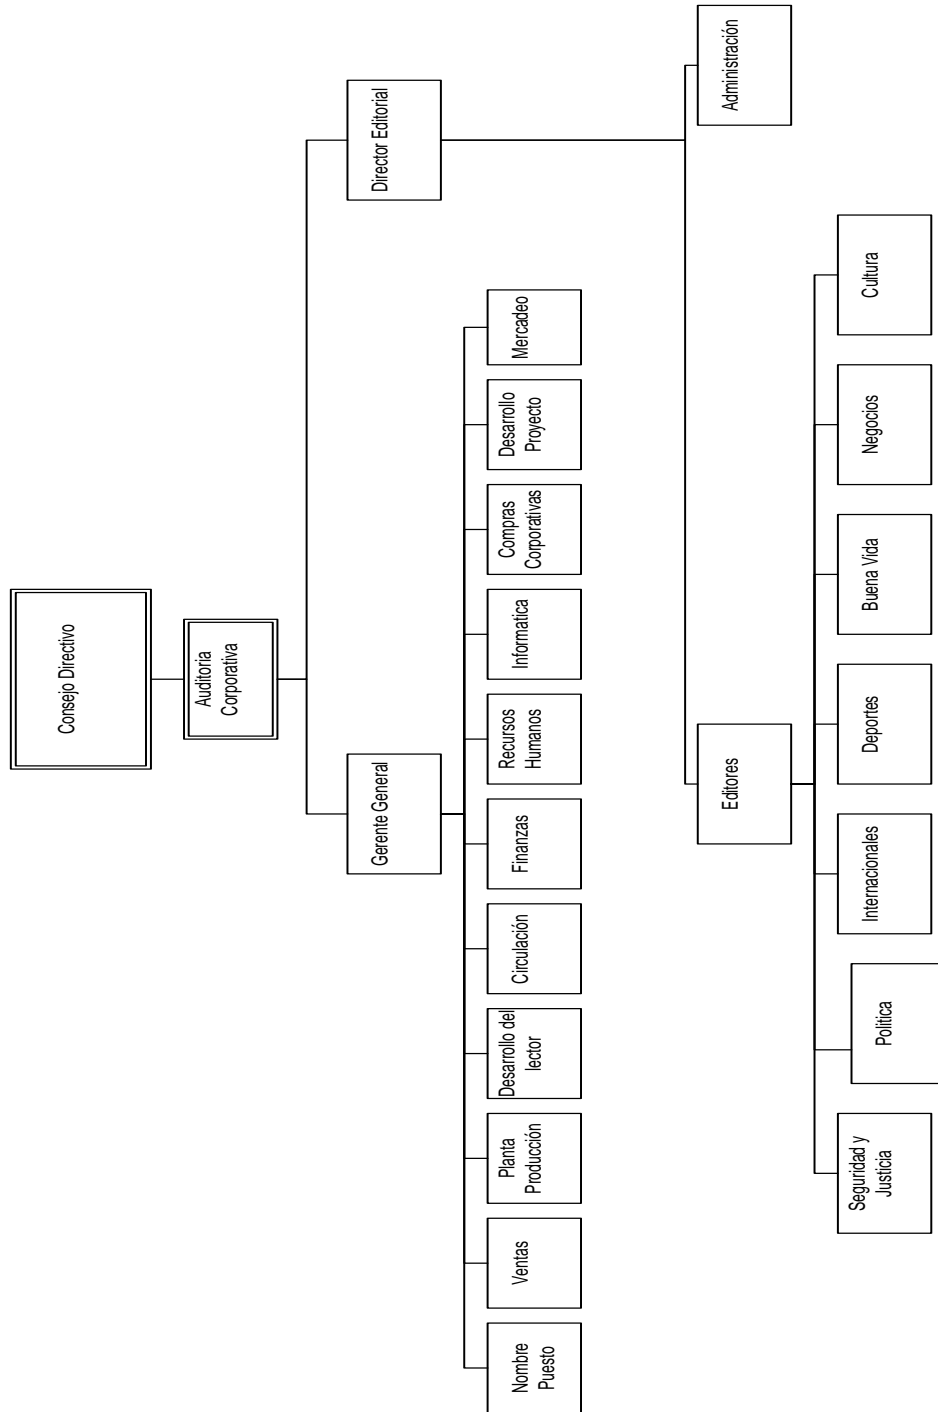 Consejo Directivo
Auditoria
Corporativa
Gerente General
Director Editorial
Nombre
Puesto
Ventas
Planta
Producción
Desarrollo del
lector
Circulación
Finanzas
Recursos
Humanos
Informatica
Compras
Corporativas
Desarrollo
Proyecto
Mercadeo
Editores
Administración
Seguridad y
Justicia
Politica
Internacionales
Deportes
Buena Vida
Negocios
Cultura